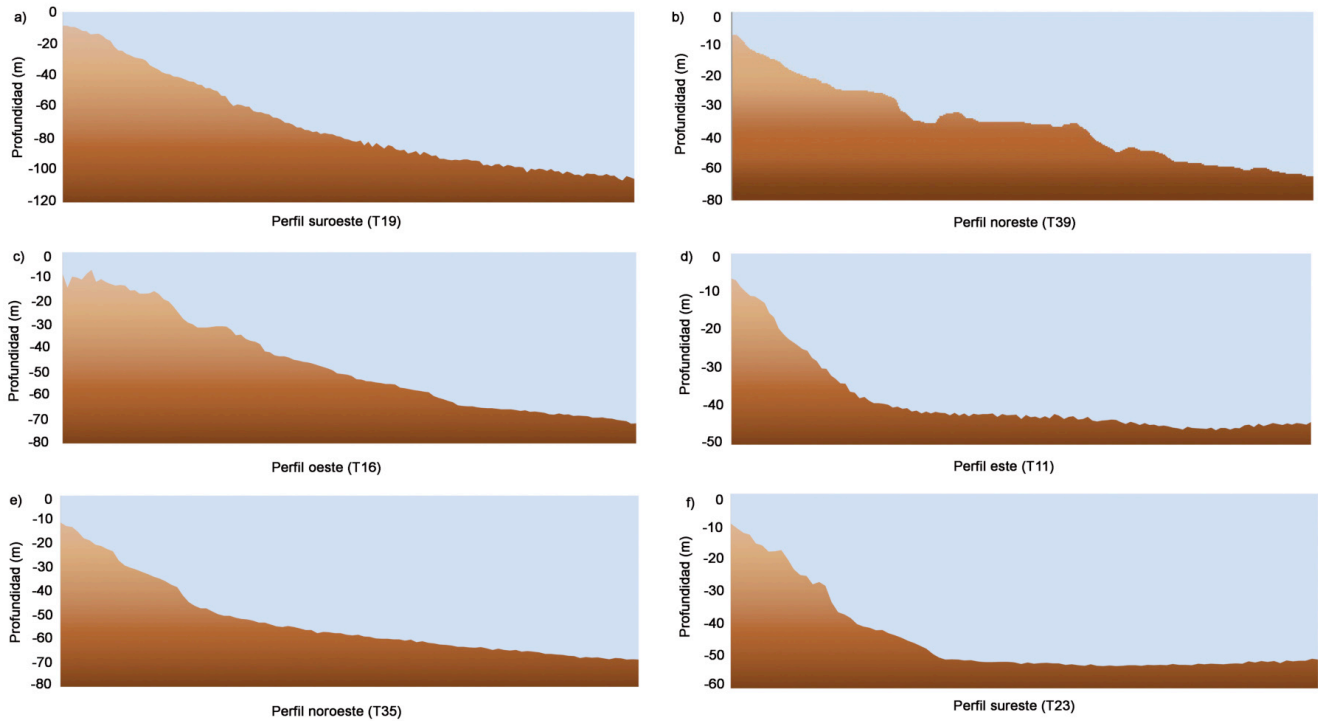 a)
Profundidad (m)
0
-20
-40
-60
-80
-100
-120
Perfil suroeste (T19)
b)
Profundidad (m)
0
-10
-20
-30
-40
-60
-80
Perfil noreste (T39)
c)
Profundidad (m)
0
-10
-20
-30
-40
-50
-60
-70
-80
Perfil oeste (T16)
d)
Profundidad (m)
0
-10
-20
-30
-40
-50
Perfil este (T11)
e)
Profundidad (m)
0
-10
-20
-30
-40
-50
-60
-70
-80
Perfil noroeste (T35)
f)
Profundidad (m)
0
-10
-20
-30
-40
-50
-60
Perfil sureste (T23)